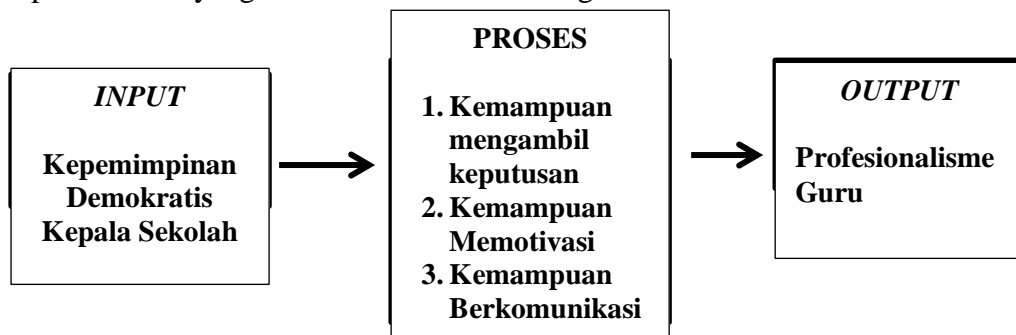 INPUT
Kepemimpinan
Demokratis
Kepala Sekolah
PROSES
1. Kemampuan
mengambil
keputusan
2. Kemampuan
Memotivasi
3. Kemampuan
Berkomunikasi
OUTPUT
Profesionalisme
Guru